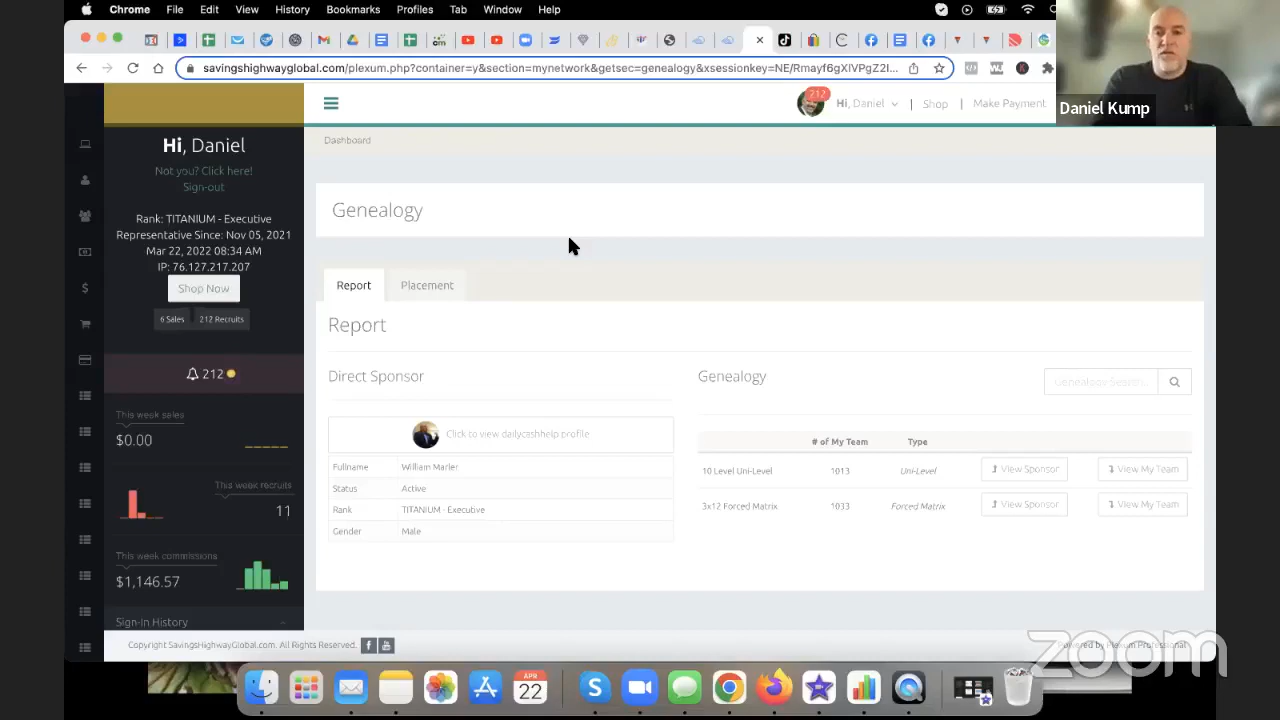 Chrome File Edit View History Bookmarks Profiles Tab Window Help
savingshighwayglobal.com/plexum.php?container=y&section=mynetwork&getsec=genealogy&xsessionkey=NE/Rmayf6gXIVPgZ2I...
Daniel Kump
212
Hi, Daniel | Shop | Make Payment
Dashboard
Hi, Daniel
Not you? Click here!
Sign-out
Rank: TITANIUM - Executive
Representative Since: Nov 05, 2021
Mar 22, 2022 08:34 AM
IP: 76.127.217.207
Shop Now
6 Sales 212 Recruits
212
This week sales
$0.00
This week recruits
11
This week commissions
$1,146.57
Sign-In History
Genealogy
Report Placement
Report
Direct Sponsor
Click to view dailycashhelp profile
Fullname William Marler
Status Active
Rank TITANIUM - Executive
Gender Male
Genealogy
Genealogy Search...
# of My Team Type
10 Level Uni-Level 1013 Uni-Level View Sponsor View My Team
3x12 Forced Matrix 1033 Forced Matrix View Sponsor View My Team
Copyright SavingsHighwayGlobal.com. All Rights Reserved.
Powered by Plexum Professional
zoom
APR
22